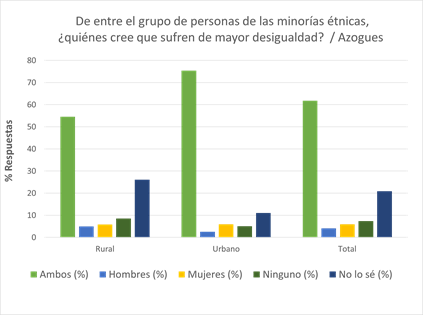 De entre el grupo de personas de las minorías étnicas,
¿quiénes cree que sufren de mayor desigualdad? / Azogues
80
70
60
50
40
30
20
10
0
% Respuestas
Rural Urbano Total
Ambos (%) Hombres (%) Mujeres (%) Ninguno (%) No lo sé (%)